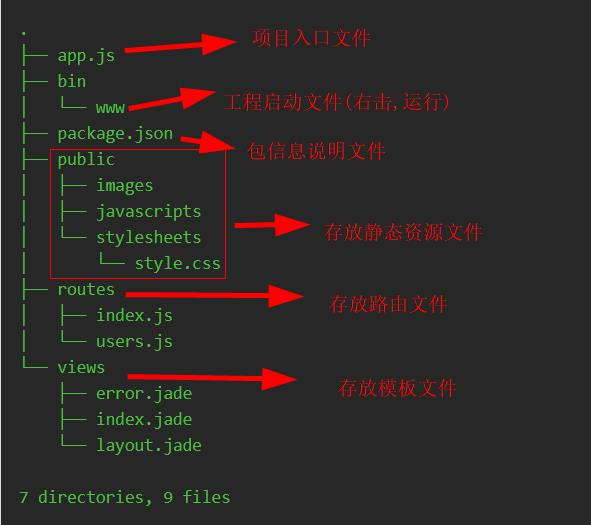 .
├── app.js 项目入口文件
├── bin
│   └── www 工程启动文件(右击,运行)
├── package.json 包信息说明文件
├── public
│   ├── images
│   ├── javascripts
│   └── stylesheets 存放静态资源文件
│       └── style.css
├── routes 存放路由文件
│   ├── index.js
│   └── users.js
└── views 存放模板文件
    ├── error.jade
    ├── index.jade
    └── layout.jade
7 directories, 9 files